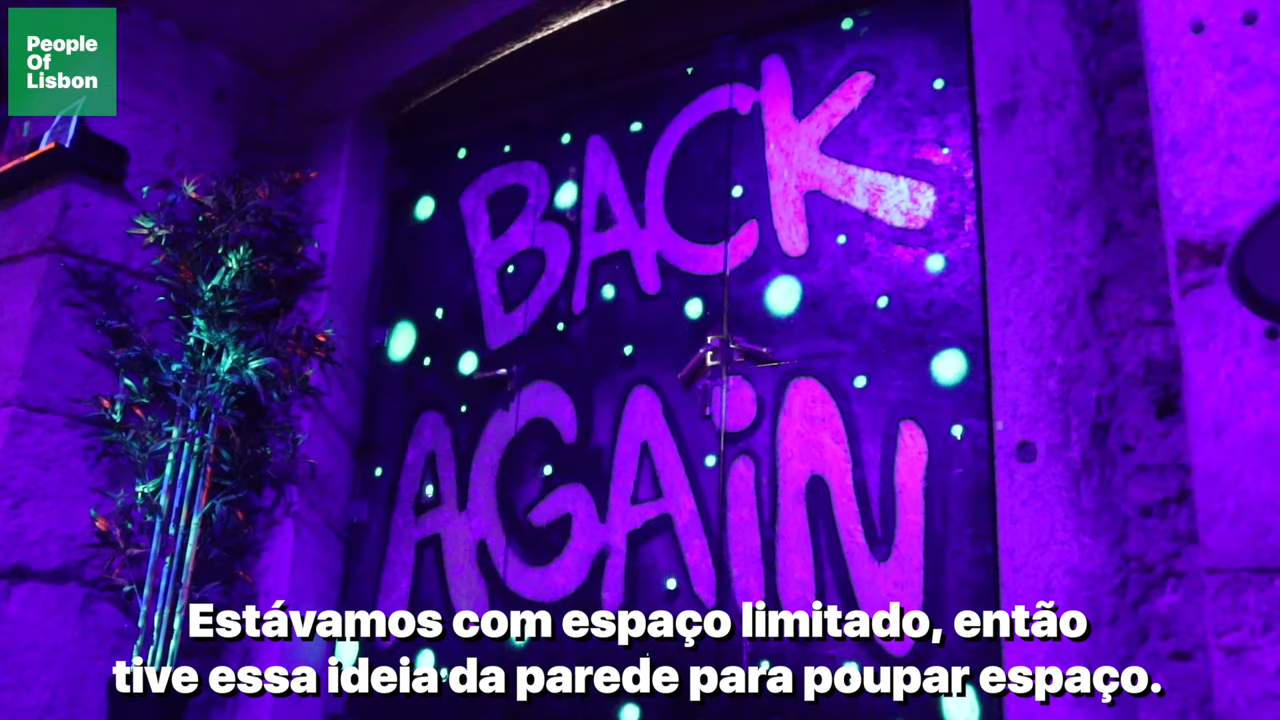 People
Of
Lisbon
BACK
AGAiN
Estávamos com espaço limitado, então
tive essa ideia da parede para poupar espaço.